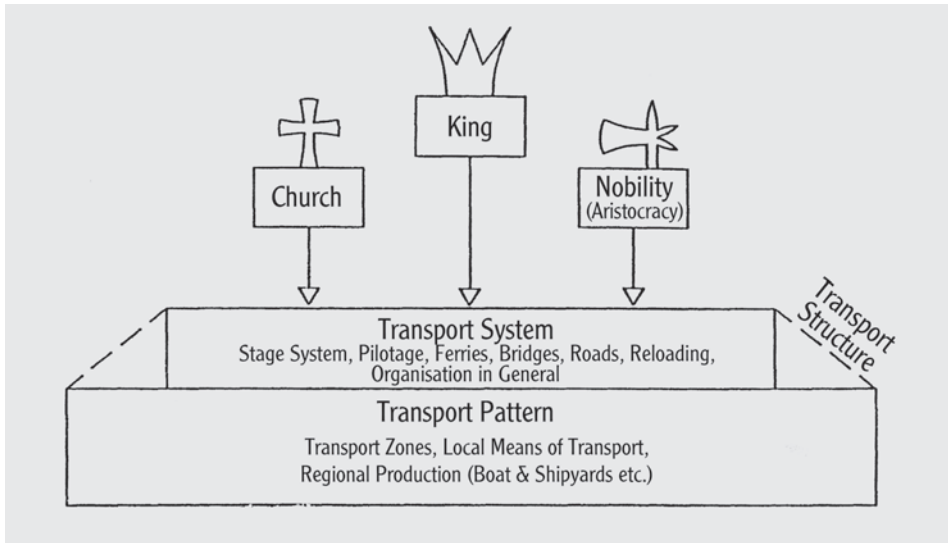 King
Church
Nobility
(Aristocracy)
Transport
Structure
Transport System
Stage System, Pilotage, Ferries, Bridges, Roads, Reloading,
Organisation in General
Transport Pattern
Transport Zones, Local Means of Transport,
Regional Production (Boat & Shipyards etc.)